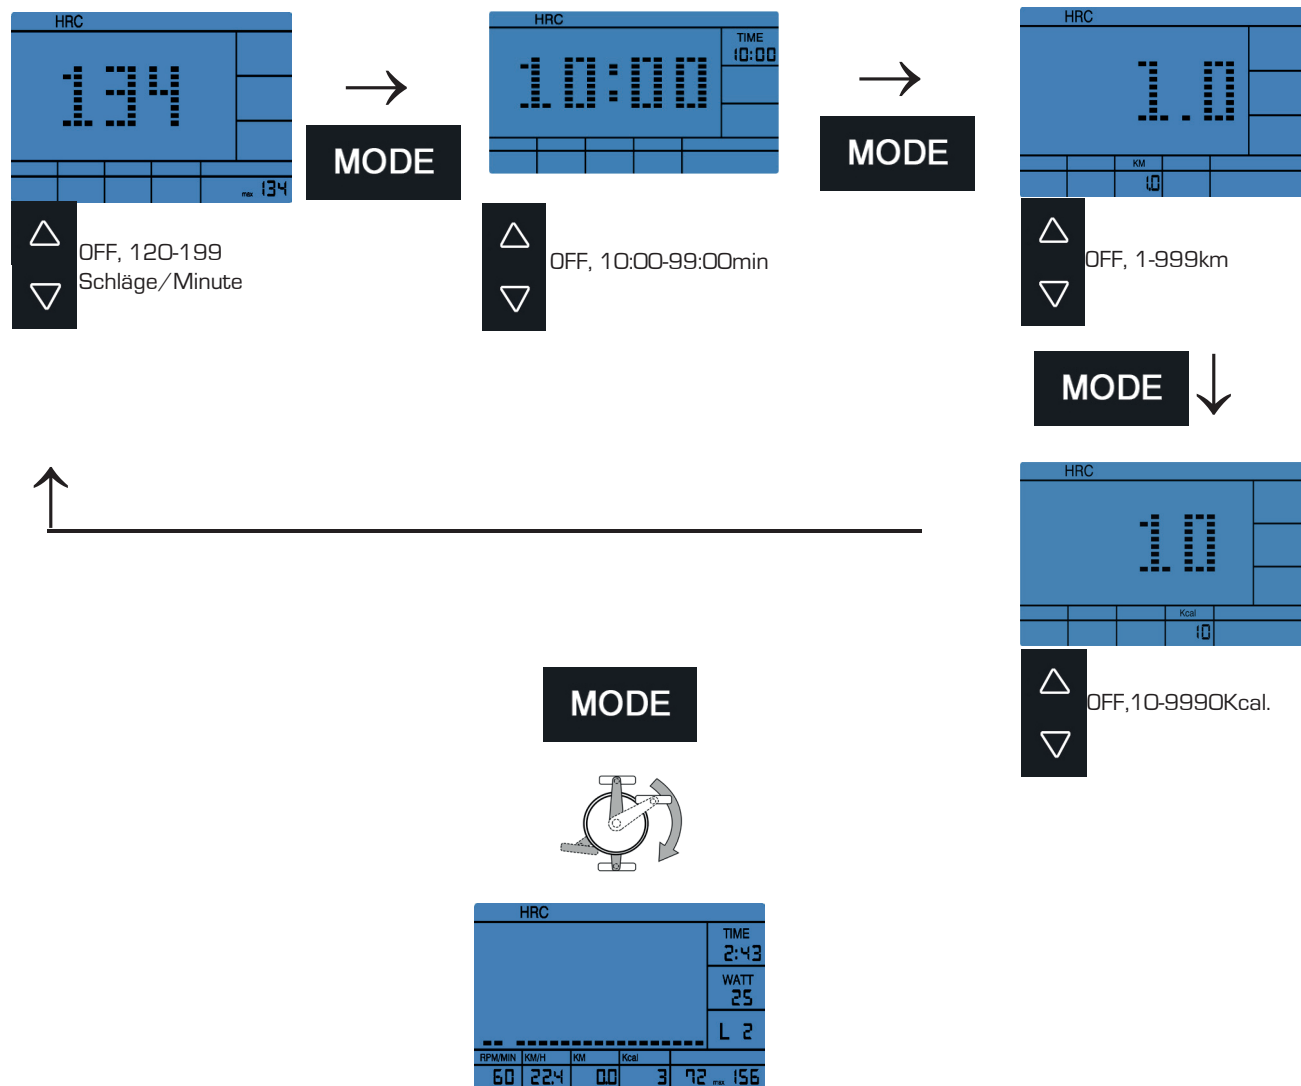 HRC
134
max 134
MODE
HRC
TIME
10:00
10:00
MODE
HRC
1.0
KM
1.0
OFF, 120-199
Schläge/Minute
OFF, 10:00-99:00min
OFF, 1-999km
MODE
HRC
10
Kcal
10
OFF,10-9990Kcal.
MODE
HRC
TIME
2:43
WATT
25
L 2
RPM/MIN KM/H KM Kcal
60 22.4 0.0 3 72 max 156